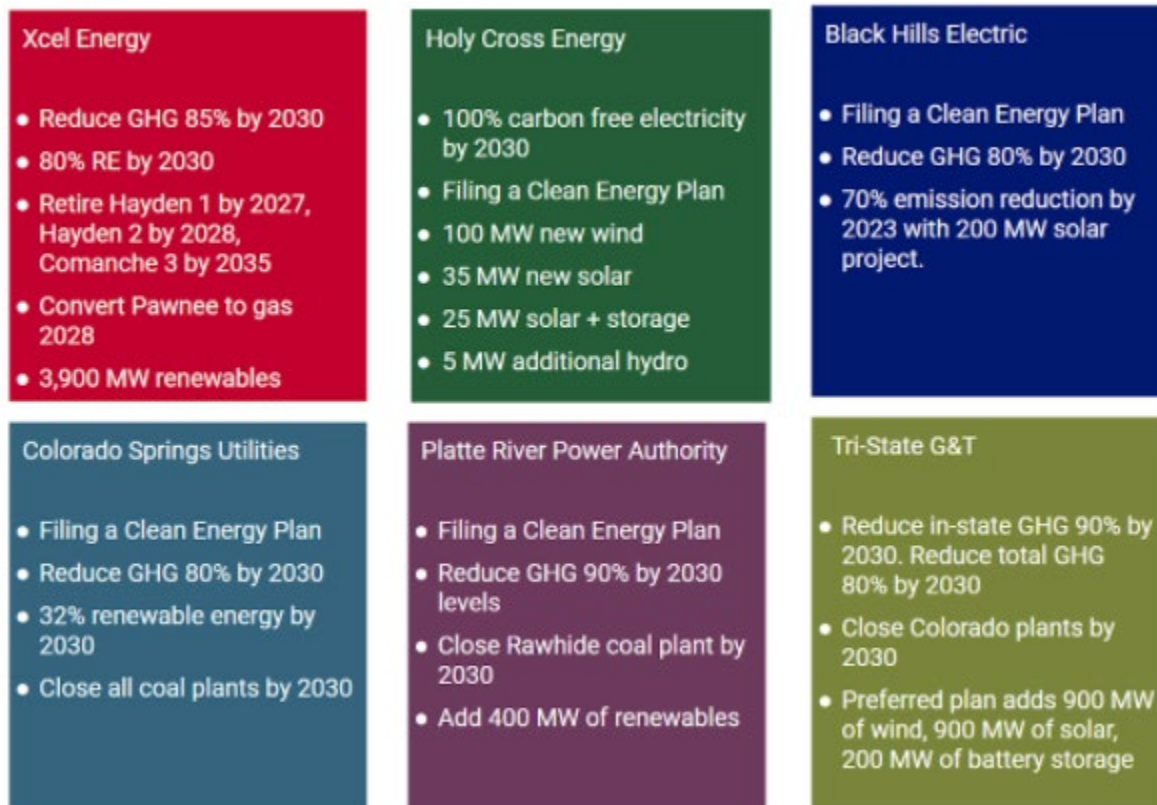 Xcel Energy
● Reduce GHG 85% by 2030
● 80% RE by 2030
● Retire Hayden 1 by 2027,
Hayden 2 by 2028,
Comanche 3 by 2035
● Convert Pawnee to gas
2028
● 3,900 MW renewables
Holy Cross Energy
● 100% carbon free electricity
by 2030
● Filing a Clean Energy Plan
● 100 MW new wind
● 35 MW new solar
● 25 MW solar + storage
● 5 MW additional hydro
Black Hills Electric
● Filing a Clean Energy Plan
● Reduce GHG 80% by 2030
● 70% emission reduction by
2023 with 200 MW solar
project.
Colorado Springs Utilities
● Filing a Clean Energy Plan
● Reduce GHG 80% by 2030
● 32% renewable energy by
2030
● Close all coal plants by 2030
Platte River Power Authority
● Filing a Clean Energy Plan
● Reduce GHG 90% by 2030
levels
● Close Rawhide coal plant by
2030
● Add 400 MW of renewables
Tri-State G&T
● Reduce in-state GHG 90% by
2030. Reduce total GHG
80% by 2030
● Close Colorado plants by
2030
● Preferred plan adds 900 MW
of wind, 900 MW of solar,
200 MW of battery storage